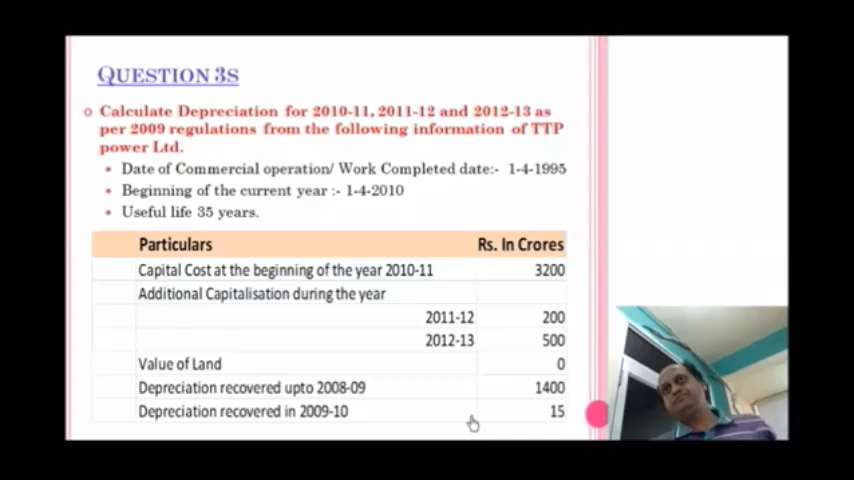 QUESTION 3S
Calculate Depreciation for 2010-11, 2011-12 and 2012-13 as
per 2009 regulations from the following information of TTP
power Ltd.
Date of Commercial operation/ Work Completed date:- 1-4-1995
Beginning of the current year :- 1-4-2010
Useful life 35 years.
Particulars Rs. In Crores
Capital Cost at the beginning of the year 2010-11 3200
Additional Capitalisation during the year
2011-12 200
2012-13 500
Value of Land 0
Depreciation recovered upto 2008-09 1400
Depreciation recovered in 2009-10 15